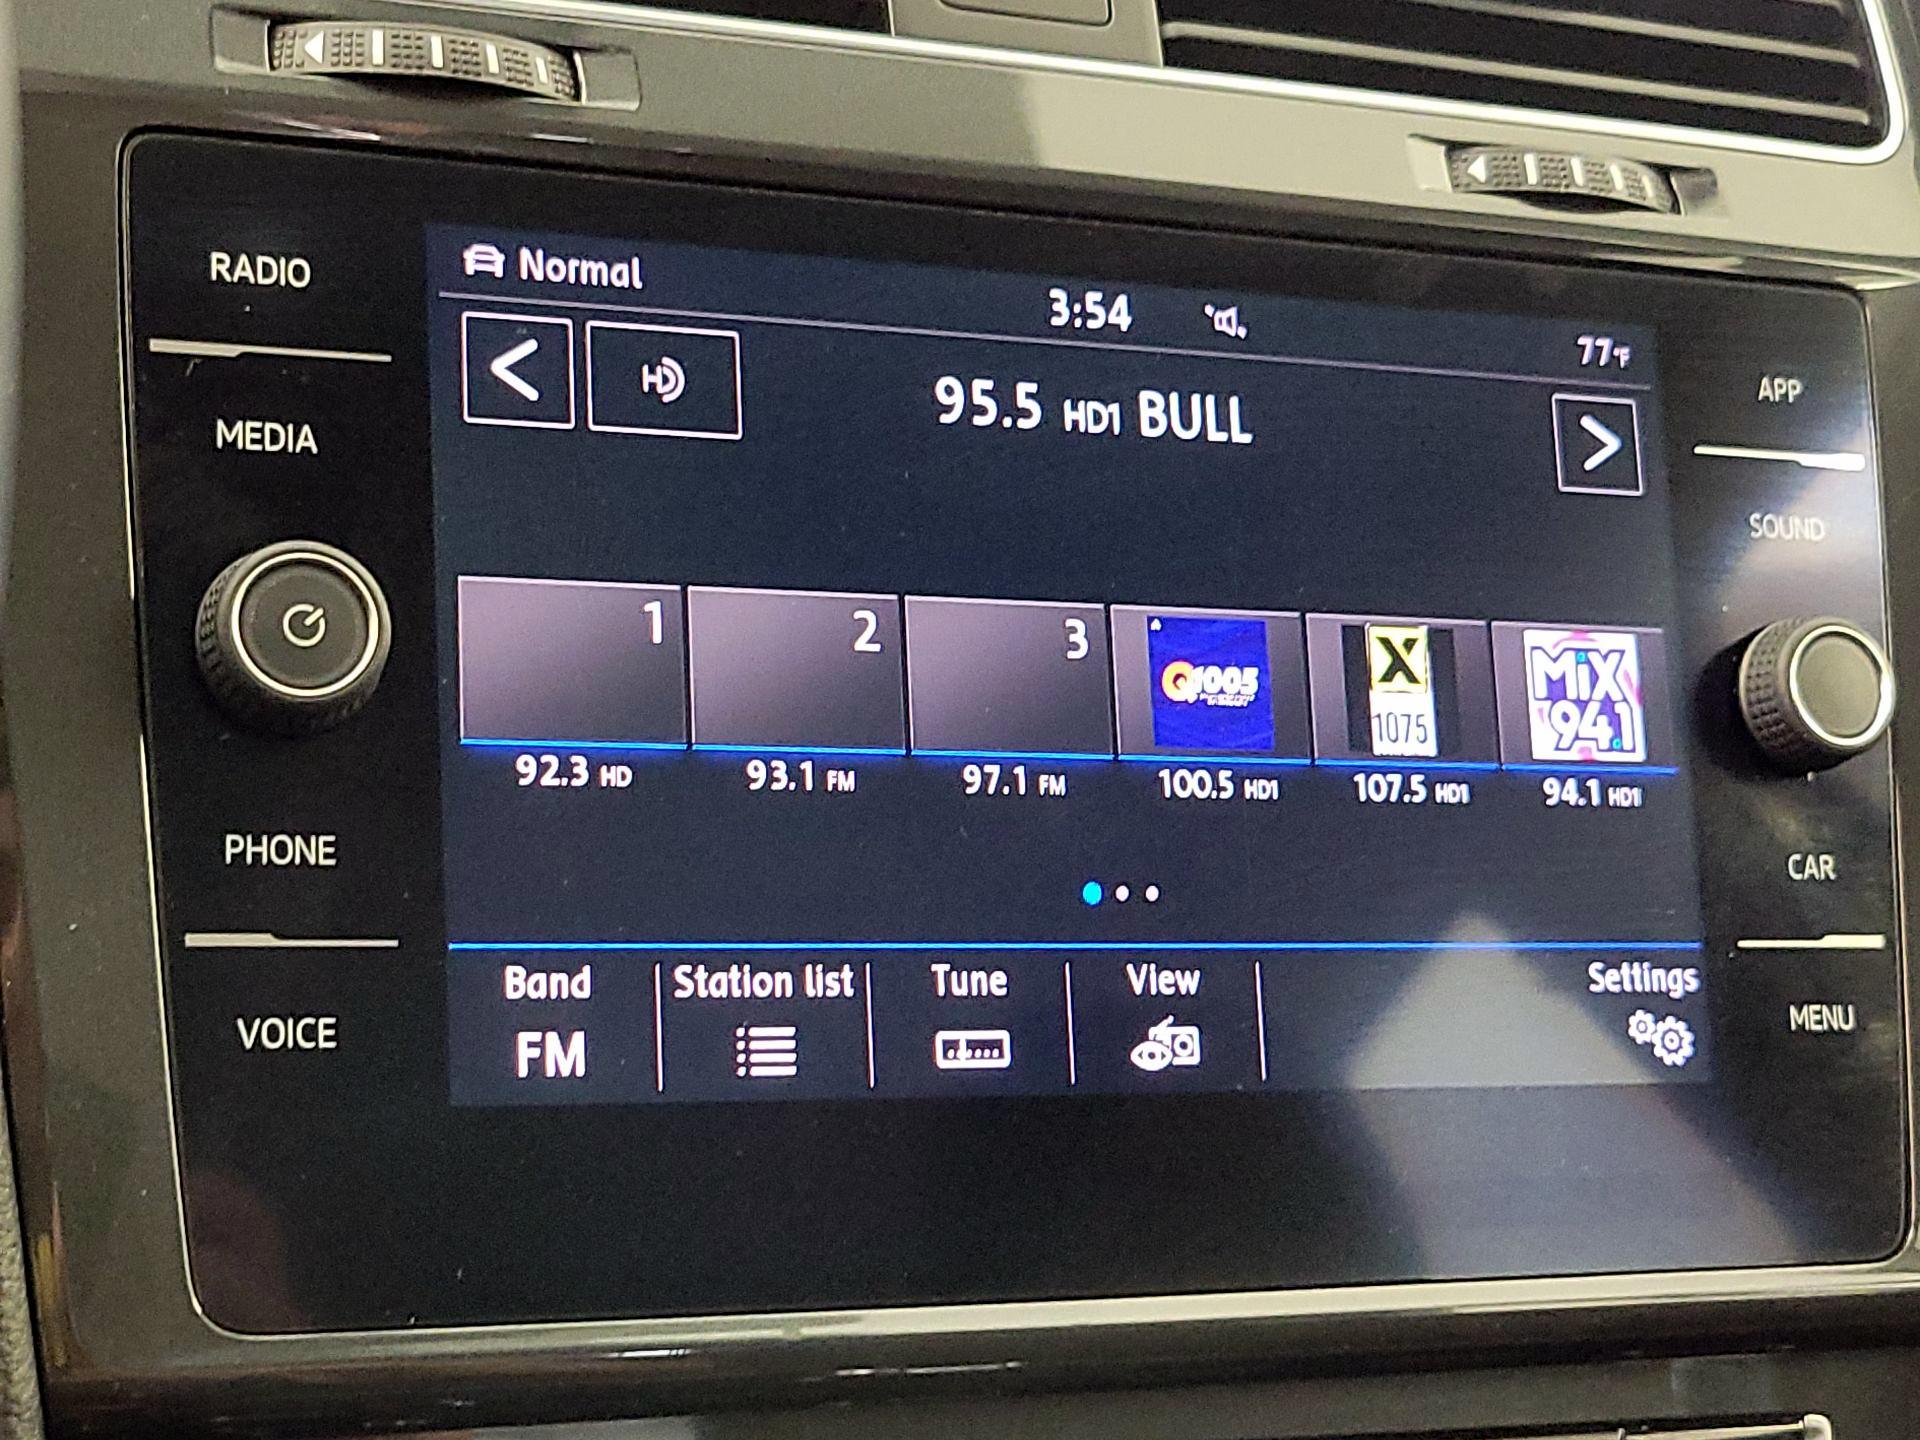 RADIO
MEDIA
PHONE
VOICE
Normal
3:54
77°F
HD
95.5 HD1 BULL
1
2
3
Q1005
X
1075
MiX
94.1
92.3 HD
93.1 FM
97.1 FM
100.5 HD1
107.5 HD1
94.1 HD1
Band
Station list
Tune
View
Settings
FM
APP
SOUND
CAR
MENU